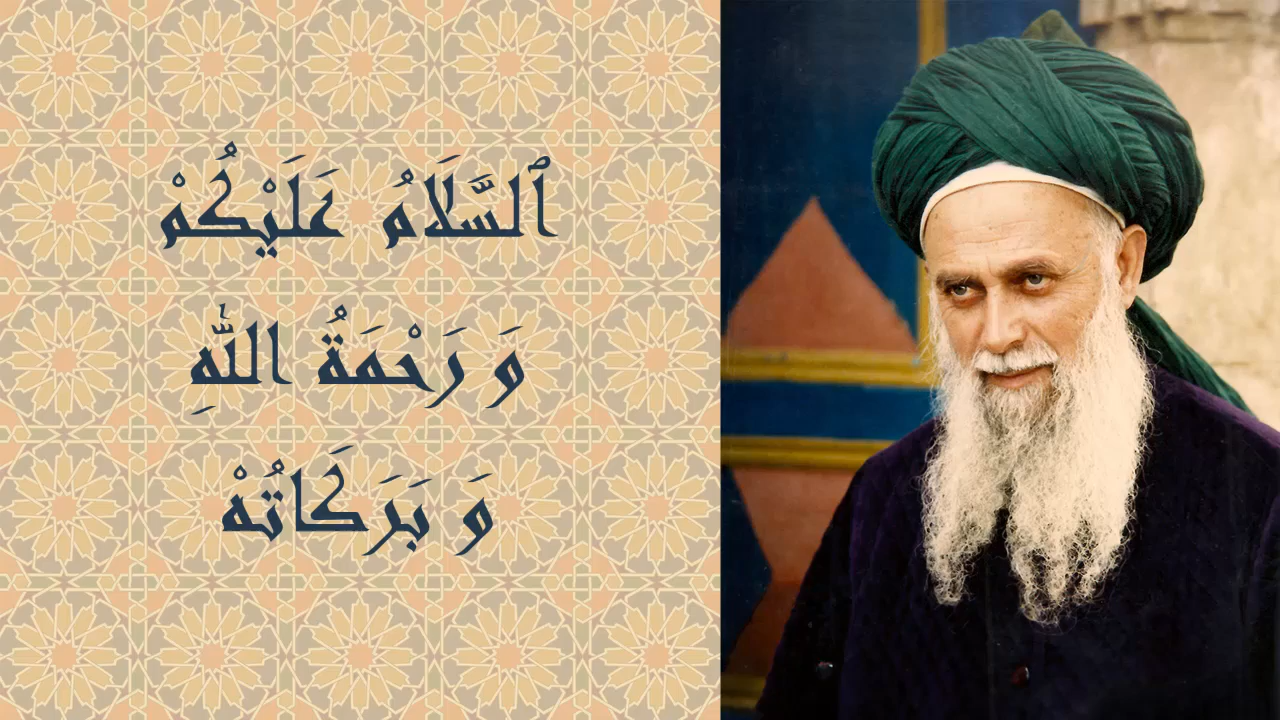 ٱلسَّلَامُ عَلَيْكُمْ
وَ رَحْمَةُ اللّٰهِ
وَ بَرَكَاتُهْ